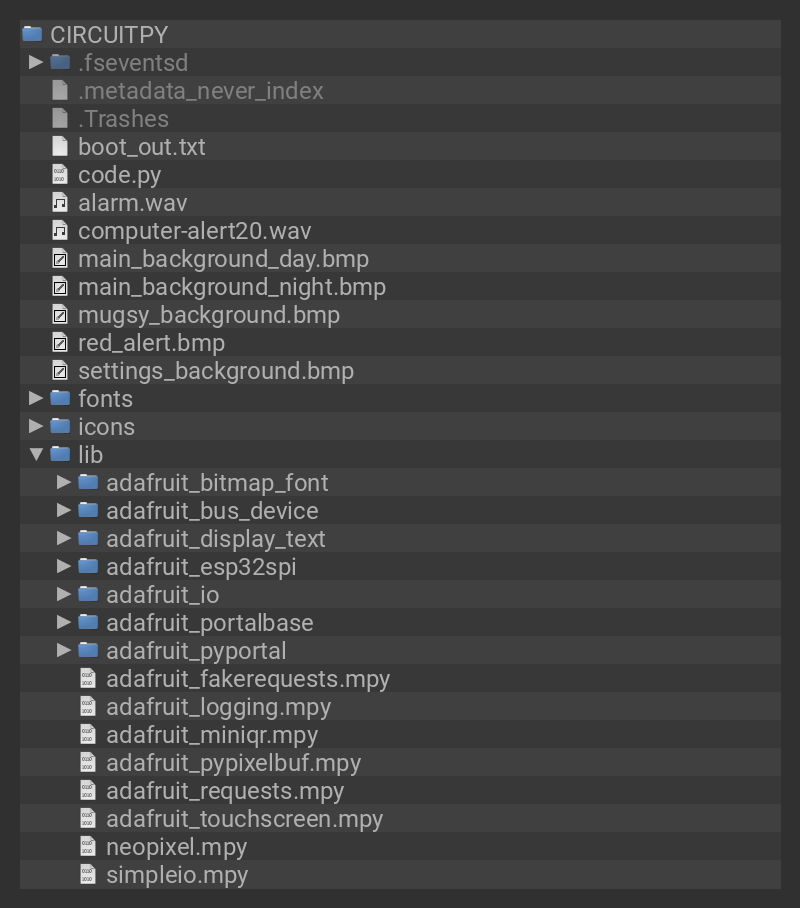 CIRCUITPY
.fseventsd
.metadata_never_index
.Trashes
boot_out.txt
code.py
alarm.wav
computer-alert20.wav
main_background_day.bmp
main_background_night.bmp
mugsy_background.bmp
red_alert.bmp
settings_background.bmp
fonts
icons
lib
adafruit_bitmap_font
adafruit_bus_device
adafruit_display_text
adafruit_esp32spi
adafruit_io
adafruit_portalbase
adafruit_pyportal
adafruit_fakerequests.mpy
adafruit_logging.mpy
adafruit_miniqr.mpy
adafruit_pypixelbuf.mpy
adafruit_requests.mpy
adafruit_touchscreen.mpy
neopixel.mpy
simpleio.mpy